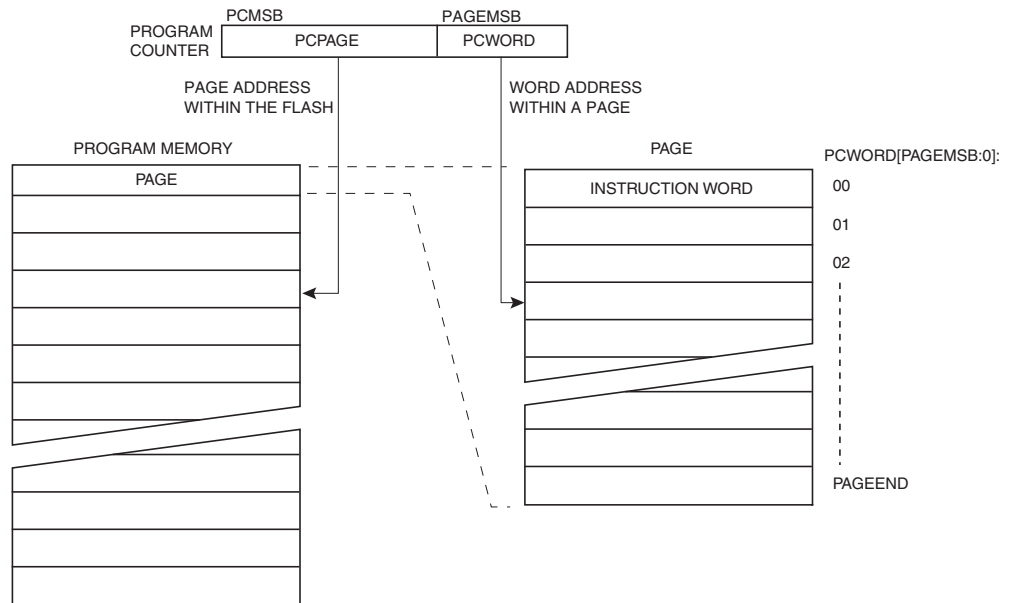 PCMSB
PAGEMSB
PROGRAM
COUNTER
PCPAGE
PCWORD
PAGE ADDRESS
WITHIN THE FLASH
WORD ADDRESS
WITHIN A PAGE
PROGRAM MEMORY
PAGE
PAGE
PCWORD[PAGEMSB:0]:
INSTRUCTION WORD
00
01
02
PAGEEND